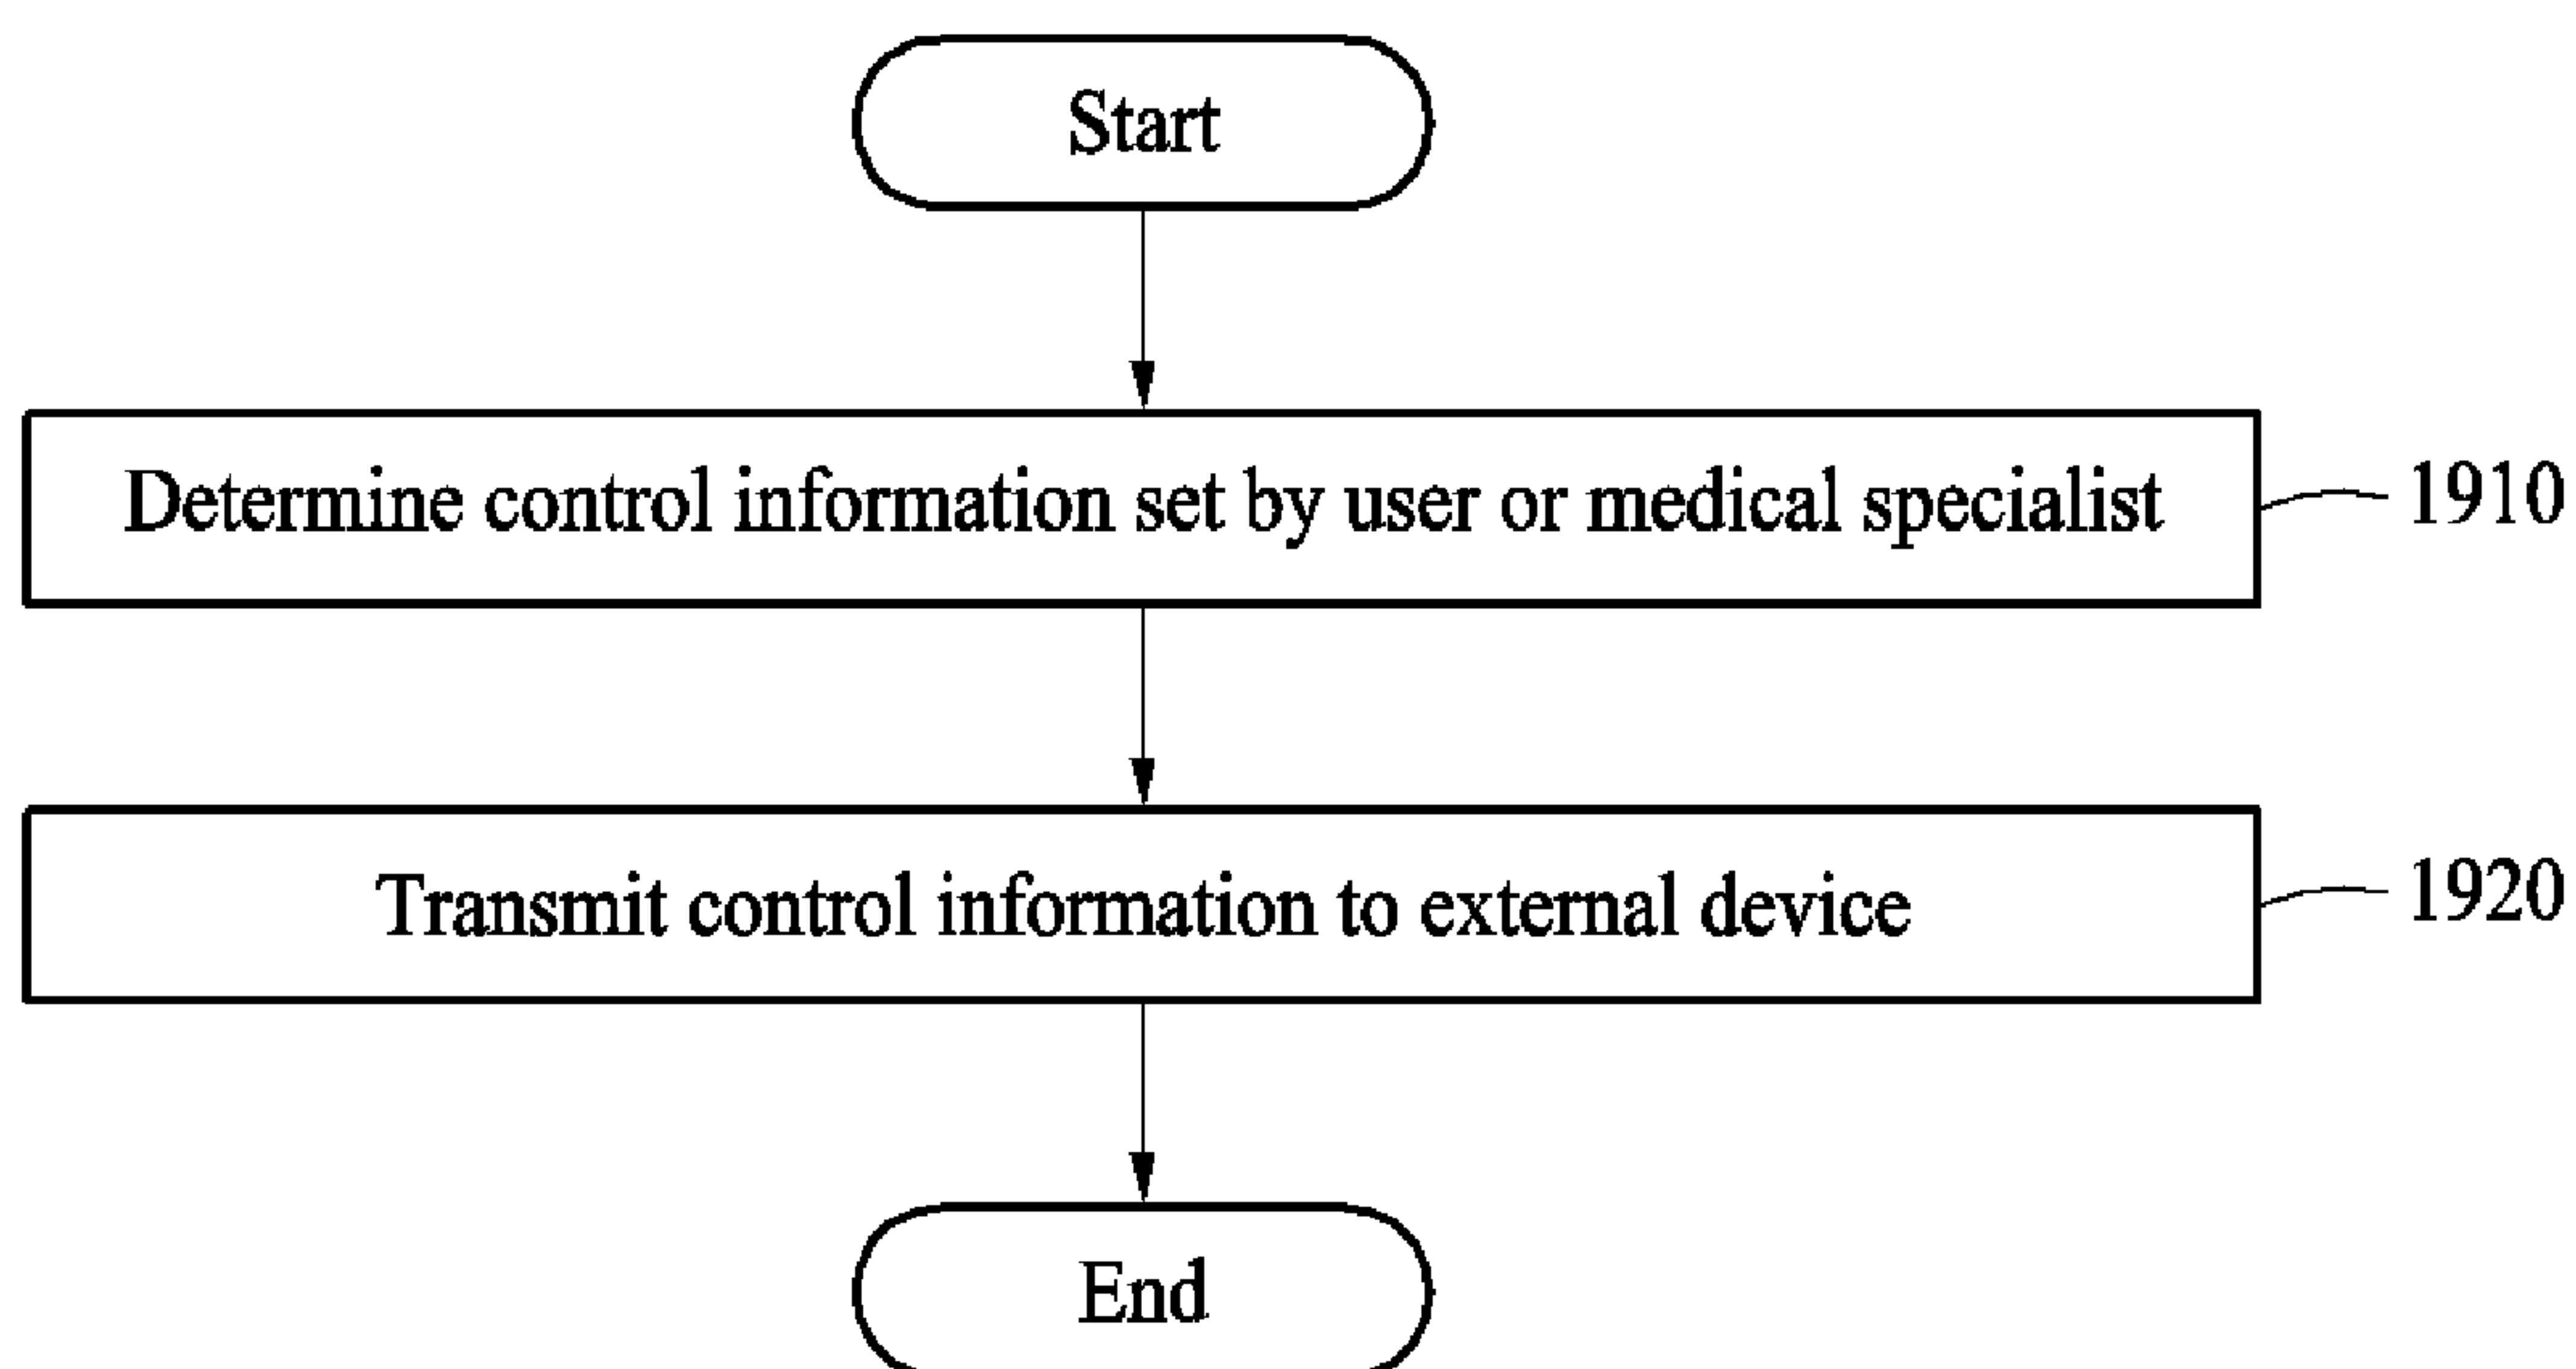 Start
Determine control information set by user or medical specialist
1910
Transmit control information to external device
1920
End